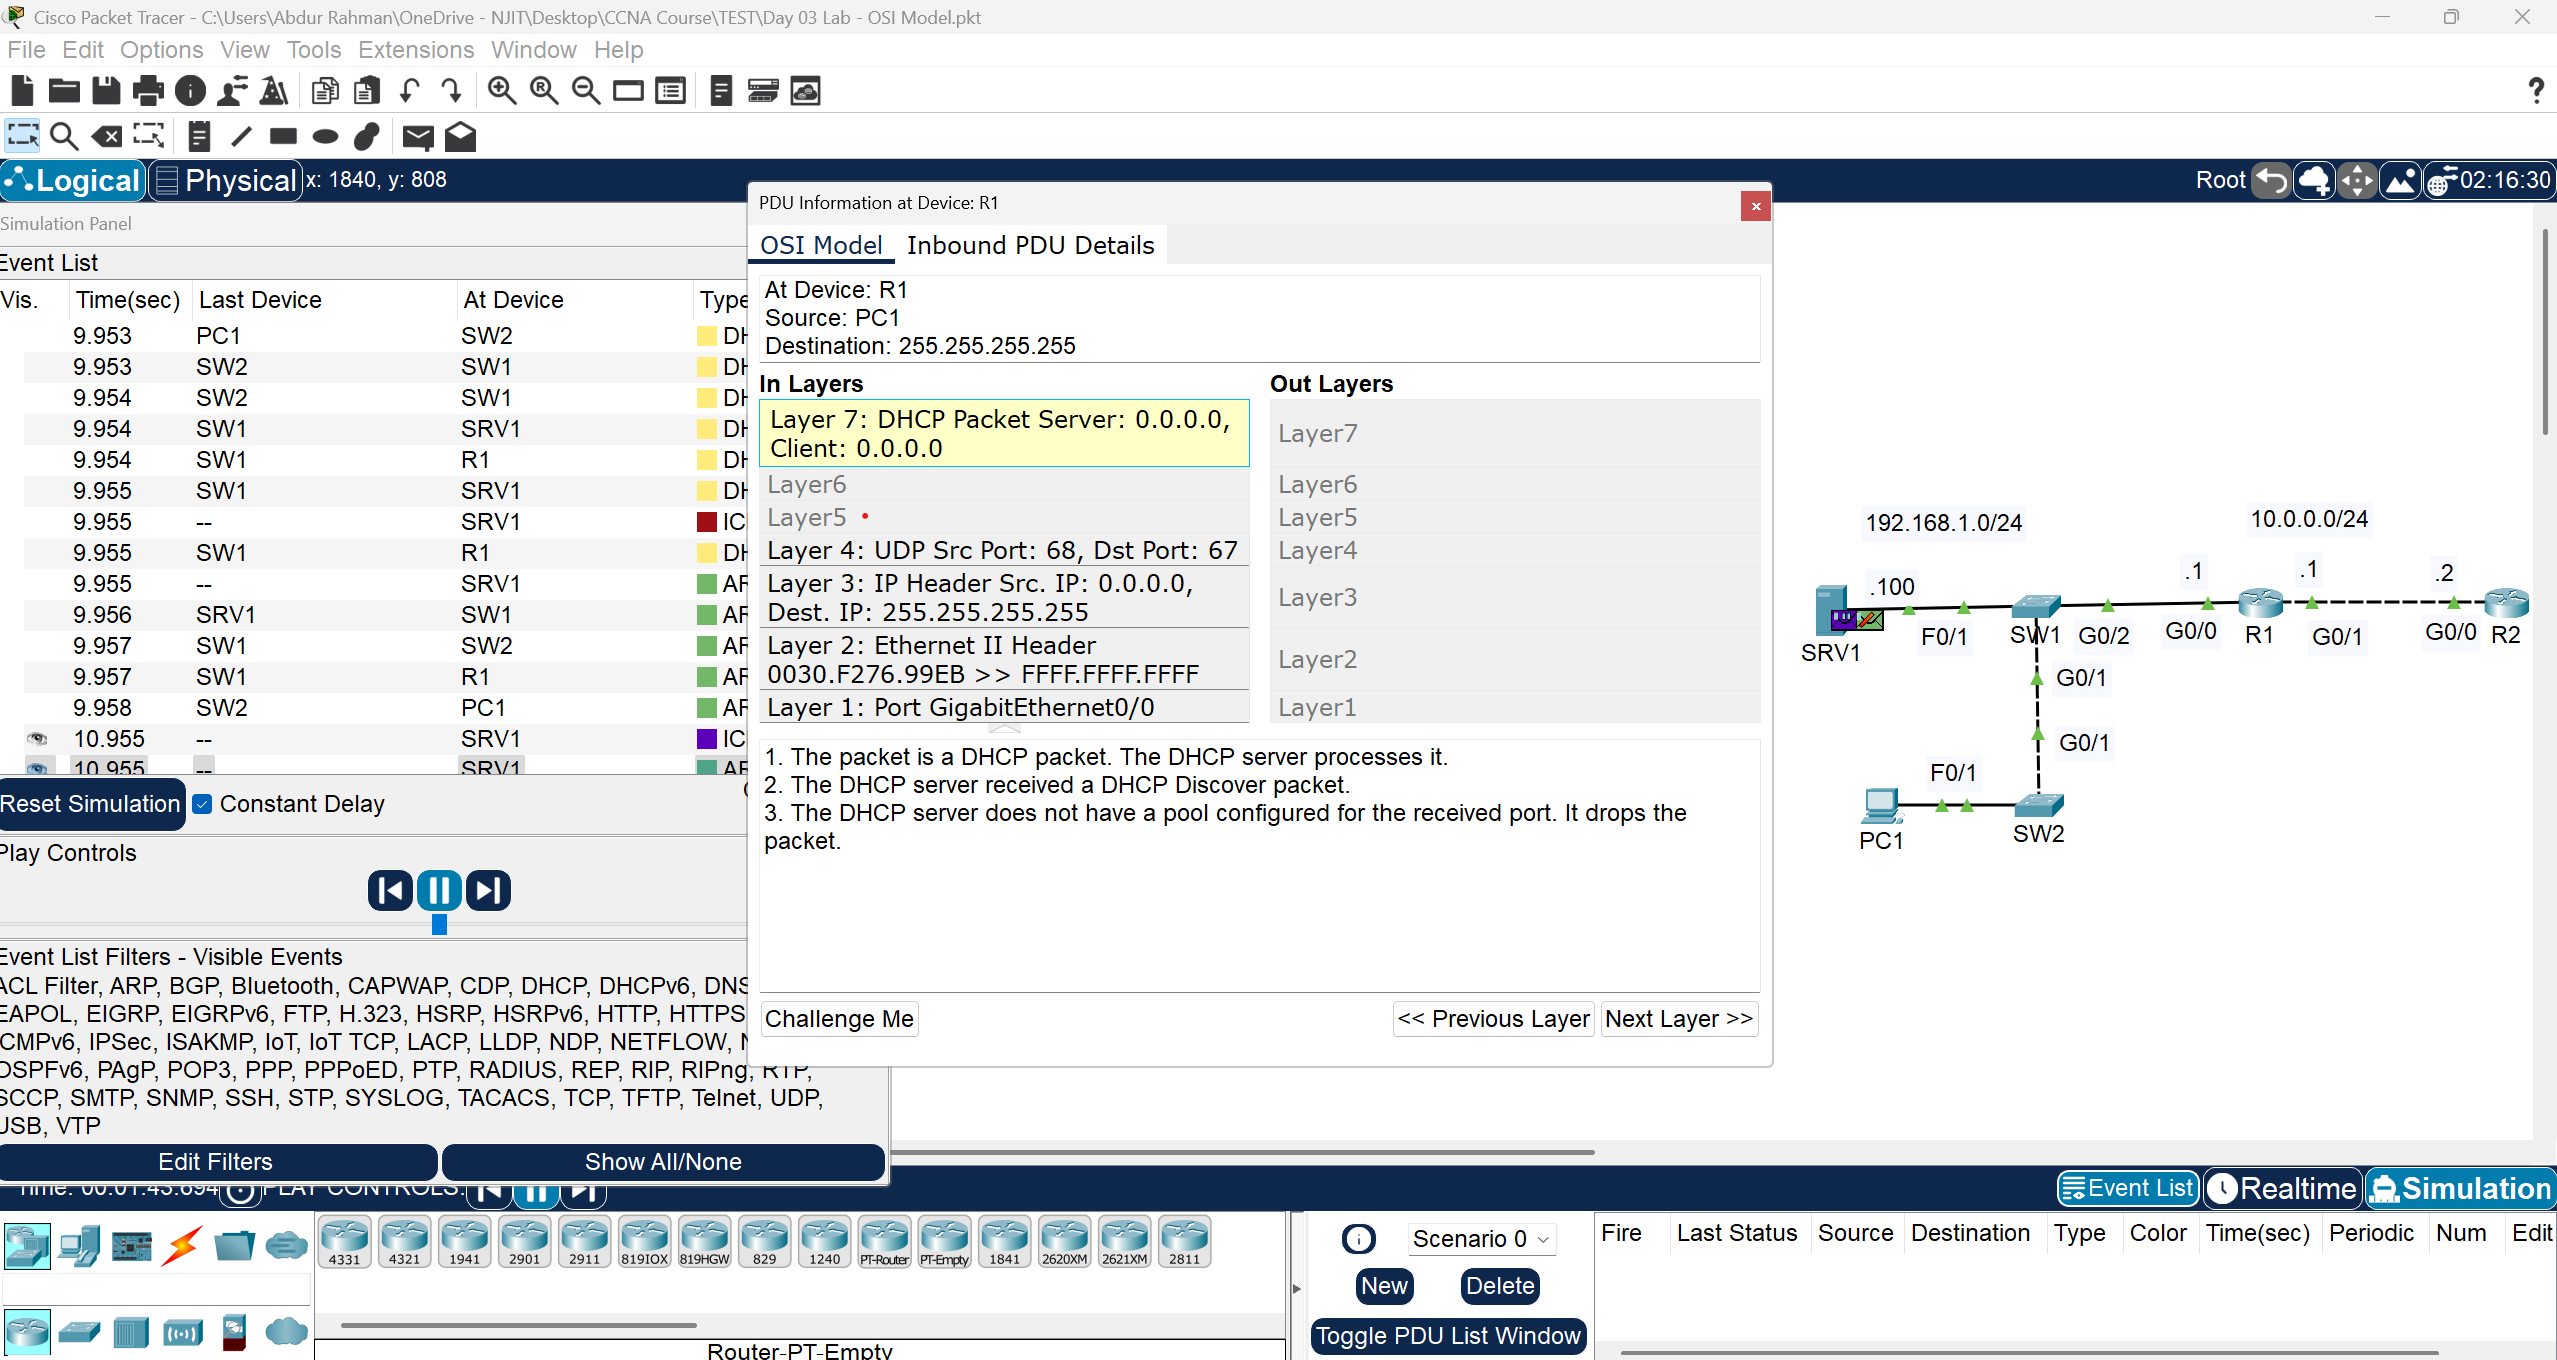 Cisco Packet Tracer - C:\Users\Abdur Rahman\OneDrive - NJIT\Desktop\CCNA Course\TEST\Day 03 Lab - OSI Model.pkt
File Edit Options View Tools Extensions Window Help
Logical Physical x: 1840, y: 808
Root 02:16:30
Simulation Panel
Event List
Vis. Time(sec) Last Device At Device Type
9.953 PC1 SW2 DH
9.953 SW2 SW1 DH
9.954 SW2 SW1 DH
9.954 SW1 SRV1 DH
9.954 SW1 R1 DH
9.955 SW1 SRV1 DH
9.955 -- SRV1 IC
9.955 SW1 R1 DH
9.955 -- SRV1 AR
9.956 SRV1 SW1 AR
9.957 SW1 SW2 AR
9.957 SW1 R1 AR
9.958 SW2 PC1 AR
10.955 -- SRV1 IC
10.955 -- SRV1 AR
Reset Simulation Constant Delay
Play Controls
Event List Filters - Visible Events
ACL Filter, ARP, BGP, Bluetooth, CAPWAP, CDP, DHCP, DHCPv6, DNS
EAPOL, EIGRP, EIGRPv6, FTP, H.323, HSRP, HSRPv6, HTTP, HTTPS
CMPv6, IPSec, ISAKMP, IoT, IoT TCP, LACP, LLDP, NDP, NETFLOW,
OSPFv6, PAgP, POP3, PPP, PPPoED, PTP, RADIUS, REP, RIP, RIPng, RTP,
SCCP, SMTP, SNMP, SSH, STP, SYSLOG, TACACS, TCP, TFTP, Telnet, UDP,
USB, VTP
Edit Filters Show All/None
PDU Information at Device: R1
OSI Model Inbound PDU Details
At Device: R1
Source: PC1
Destination: 255.255.255.255
In Layers
Layer 7: DHCP Packet Server: 0.0.0.0,
Client: 0.0.0.0
Layer6
Layer5
Layer 4: UDP Src Port: 68, Dst Port: 67
Layer 3: IP Header Src. IP: 0.0.0.0,
Dest. IP: 255.255.255.255
Layer 2: Ethernet II Header
0030.F276.99EB >> FFFF.FFFF.FFFF
Layer 1: Port GigabitEthernet0/0
Out Layers
Layer7
Layer6
Layer5
Layer4
Layer3
Layer2
Layer1
1. The packet is a DHCP packet. The DHCP server processes it.
2. The DHCP server received a DHCP Discover packet.
3. The DHCP server does not have a pool configured for the received port. It drops the
packet.
Challenge Me << Previous Layer Next Layer >>
192.168.1.0/24 10.0.0.0/24
.100 .1 .1 .2
SRV1 F0/1 SW1 G0/2 G0/0 R1 G0/1 G0/0 R2
G0/1
G0/1
F0/1
PC1 SW2
Time: 00:01:43.694 PLAY CONTROLS:
Event List Realtime Simulation
4331 4321 1941 2901 2911 819IOX 819HGW 829 1240 PT-Router PT-Empty 1841 2620XM 2621XM 2811
Router-PT-Empty
Scenario 0
New Delete
Toggle PDU List Window
Fire Last Status Source Destination Type Color Time(sec) Periodic Num Edit